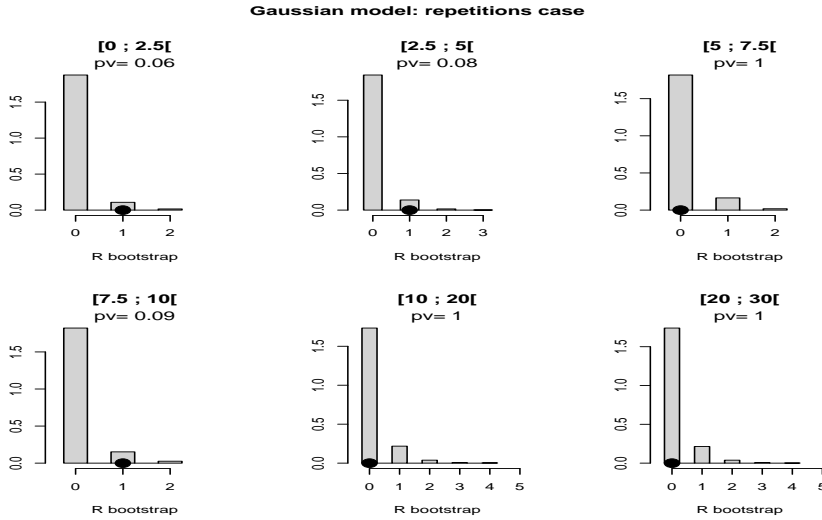 Gaussian model: repetitions case
[0 ; 2.5[
pv= 0.06
0.0 0.5 1.0 1.5
0 1 2
R bootstrap
[2.5 ; 5[
pv= 0.08
0.0 0.5 1.0 1.5
0 1 2 3
R bootstrap
[5 ; 7.5[
pv= 1
0.0 0.5 1.0 1.5
0 1 2
R bootstrap
[7.5 ; 10[
pv= 0.09
0.0 0.5 1.0 1.5
0 1 2
R bootstrap
[10 ; 20[
pv= 1
0.0 0.5 1.0 1.5
0 1 2 3 4 5
R bootstrap
[20 ; 30[
pv= 1
0.0 0.5 1.0 1.5
0 1 2 3 4 5
R bootstrap